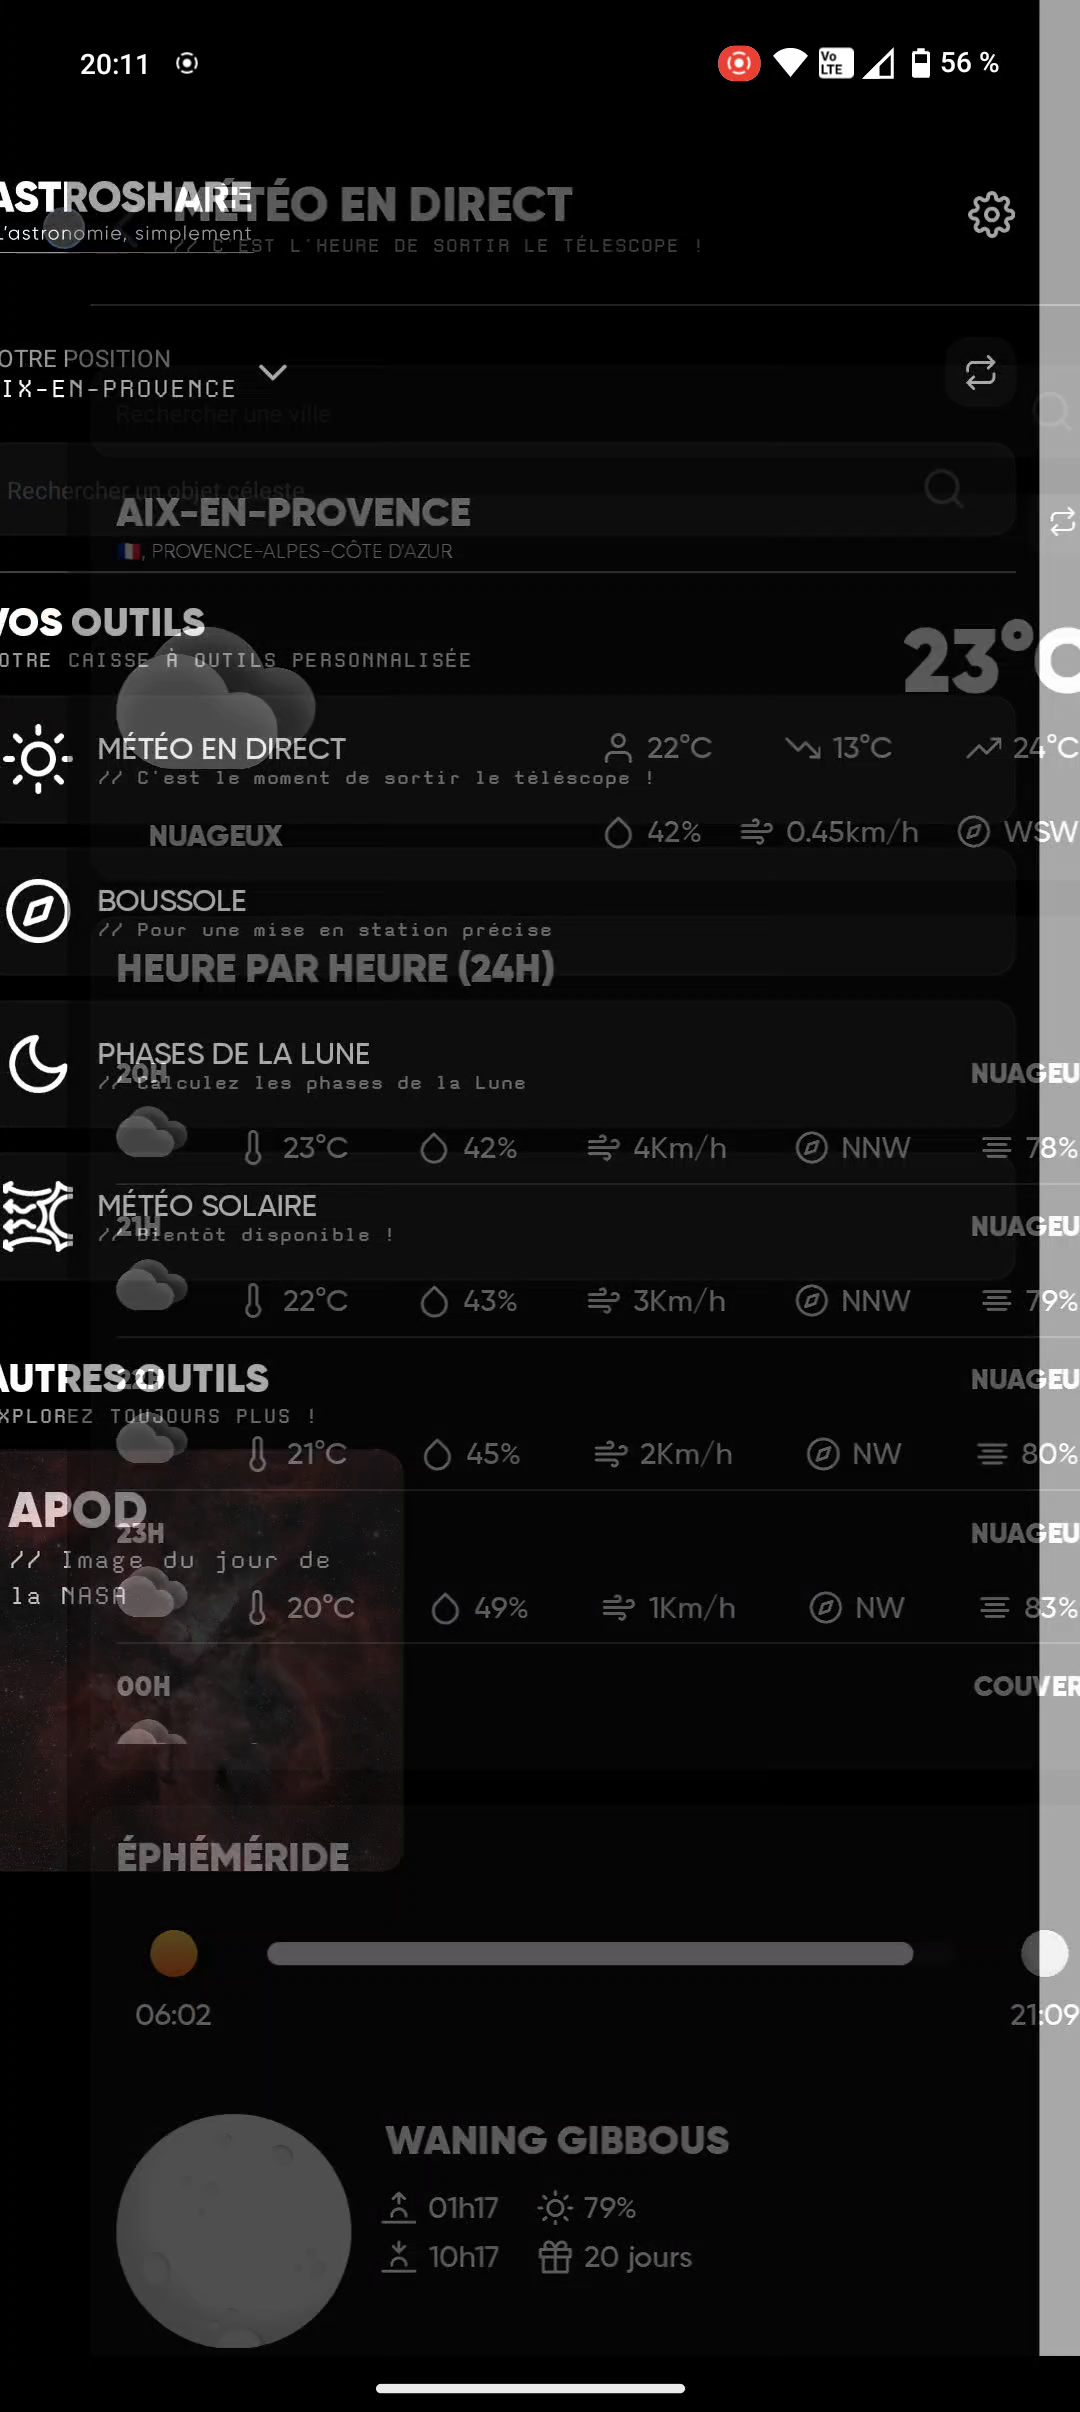 20:11
Vo LTE
56 %
ASTROSHARE
L'astronomie, simplement
MÉTÉO EN DIRECT
// C'EST L'HEURE DE SORTIR LE TÉLESCOPE !
OTRE POSITION
IX-EN-PROVENCE
Rechercher une ville
Rechercher un objet céleste
AIX-EN-PROVENCE
🇫🇷, PROVENCE-ALPES-CÔTE D'AZUR
VOS OUTILS
OTRE CAISSE À OUTILS PERSONNALISÉE
23°C
MÉTÉO EN DIRECT
// C'est le moment de sortir le téléscope !
22°C 13°C 24°C
NUAGEUX
42% 0.45km/h WSW
BOUSSOLE
// Pour une mise en station précise
HEURE PAR HEURE (24H)
PHASES DE LA LUNE
// Calculez les phases de la Lune
20H NUAGEU
23°C 42% 4Km/h NNW 78%
MÉTÉO SOLAIRE
// Bientôt disponible !
21H NUAGEU
22°C 43% 3Km/h NNW 79%
AUTRES OUTILS
XPLOREZ TOUJOURS PLUS !
22H NUAGEU
21°C 45% 2Km/h NW 80%
APOD
// Image du jour de
la NASA
23H NUAGEU
20°C 49% 1Km/h NW 83%
00H COUVER
ÉPHÉMÉRIDE
06:02 21:09
WANING GIBBOUS
01h17 79%
10h17 20 jours